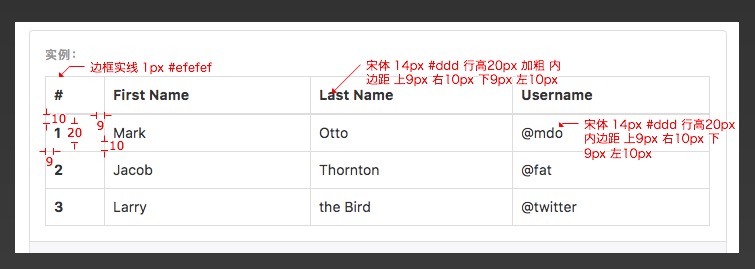 实例：
边框实线 1px #efefef
宋体 14px #ddd 行高20px 加粗 内
边距 上9px 右10px 下9px 左10px
# First Name Last Name Username
10 9
1 Mark Otto @mdo
20
宋体 14px #ddd 行高20px
内边距 上9px 右10px 下
9px 左10px
9 10
2 Jacob Thornton @fat
3 Larry the Bird @twitter